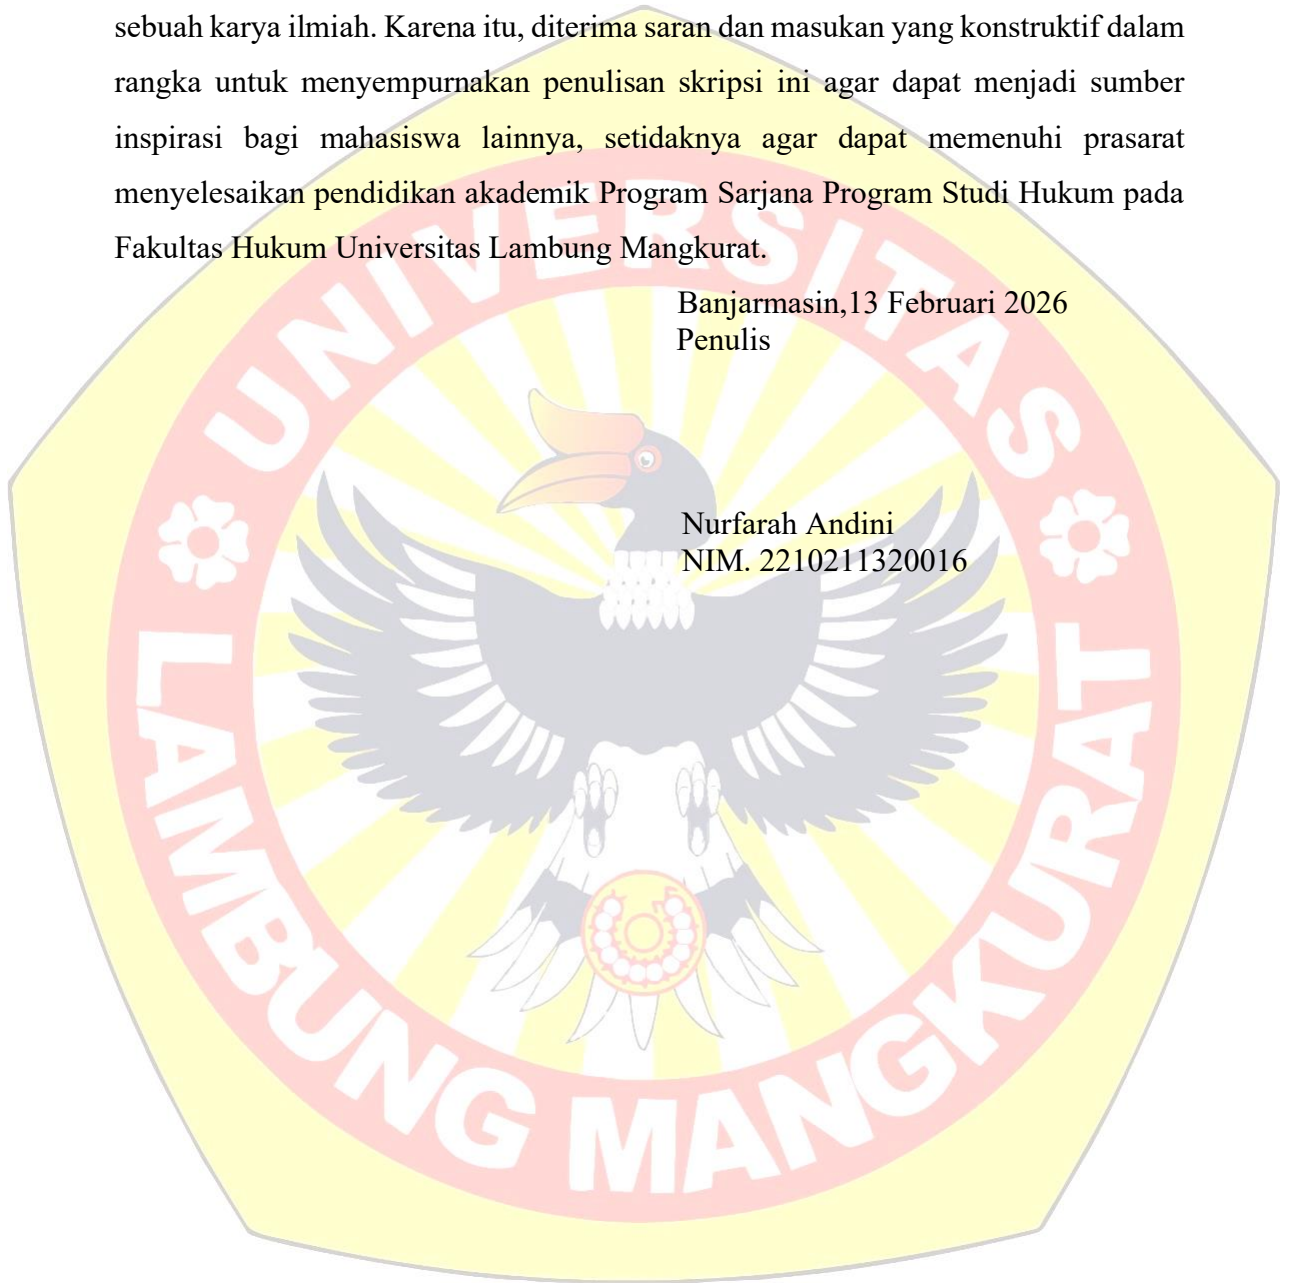 sebuah karya ilmiah. Karena itu, diterima saran dan masukan yang konstruktif dalam
rangka untuk menyempurnakan penulisan skripsi ini agar dapat menjadi sumber
inspirasi bagi mahasiswa lainnya, setidaknya agar dapat memenuhi prasarat
menyelesaikan pendidikan akademik Program Sarjana Program Studi Hukum pada
Fakultas Hukum Universitas Lambung Mangkurat.
Banjarmasin,13 Februari 2026
Penulis
Nurfarah Andini
NIM. 2210211320016
UNIVERSITAS
LAMBUNG MANGKURAT